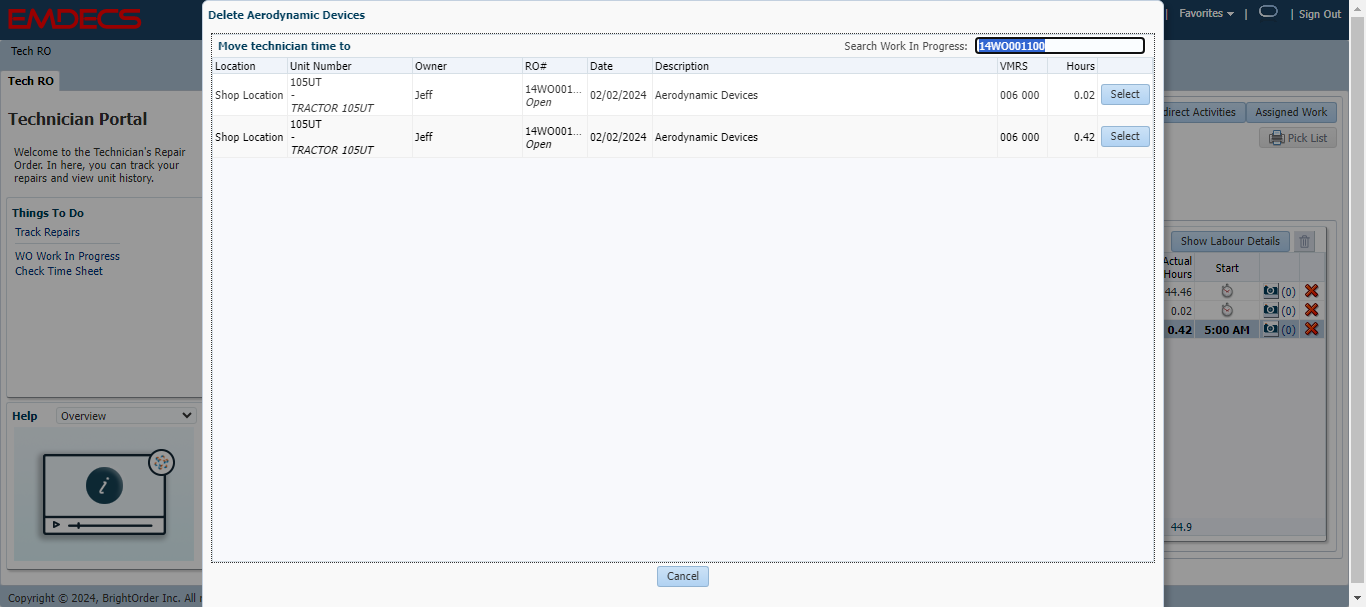 EMDECS
Favorites | | Sign Out
Tech RO
Tech RO
Technician Portal
Welcome to the Technician's Repair
Order. In here, you can track your
repairs and view unit history.
Things To Do
Track Repairs
WO Work In Progress
Check Time Sheet
Help Overview
Copyright © 2024, BrightOrder Inc. All
Delete Aerodynamic Devices
Move technician time to
Search Work In Progress: 14WO001100
Location Unit Number Owner RO# Date Description VMRS Hours
Shop Location 105UT - TRACTOR 105UT Jeff 14WO001... Open 02/02/2024 Aerodynamic Devices 006 000 0.02 Select
Shop Location 105UT - TRACTOR 105UT Jeff 14WO001... Open 02/02/2024 Aerodynamic Devices 006 000 0.42 Select
Cancel
direct Activities Assigned Work
Pick List
Show Labour Details
Actual Hours Start
44.46 (0)
0.02 (0)
0.42 5:00 AM (0)
44.9